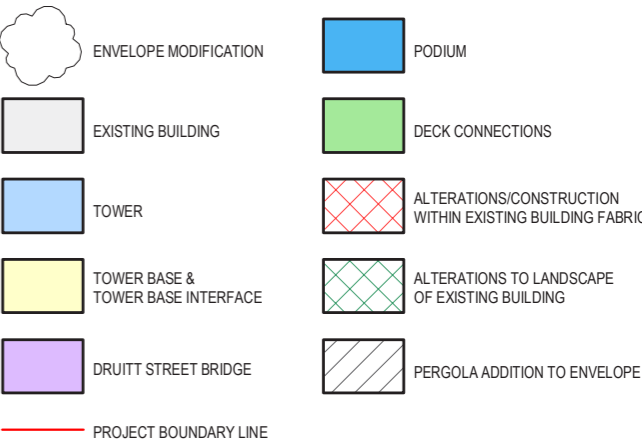 ENVELOPE MODIFICATION
EXISTING BUILDING
TOWER
TOWER BASE &
TOWER BASE INTERFACE
DRUITT STREET BRIDGE
PROJECT BOUNDARY LINE
PODIUM
DECK CONNECTIONS
ALTERATIONS/CONSTRUCTION
WITHIN EXISTING BUILDING FABRIC
ALTERATIONS TO LANDSCAPE
OF EXISTING BUILDING
PERGOLA ADDITION TO ENVELOPE